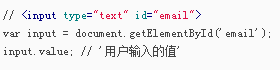 // <input type="text" id="email">
var input = document.getElementById('email');
input.value; // '用户输入的值'